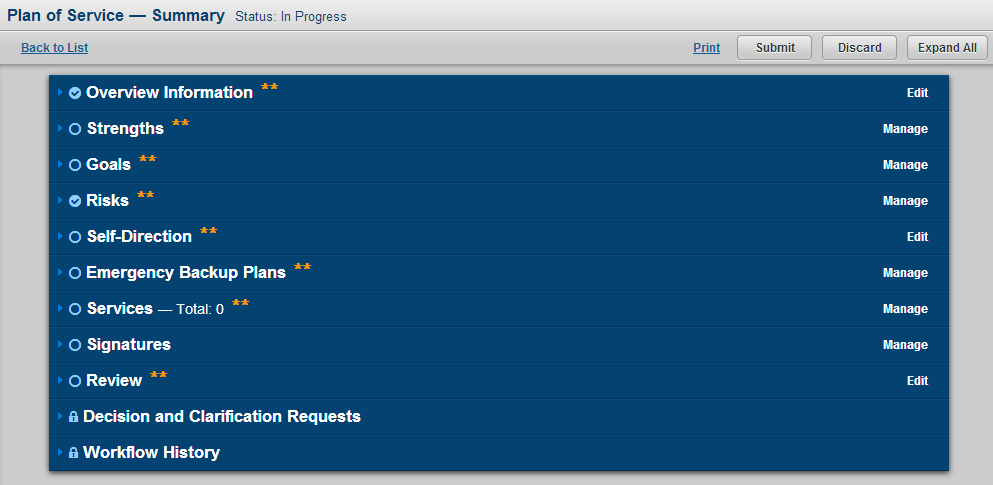 Plan of Service — Summary Status: In Progress
Back to List Print Submit Discard Expand All
Overview Information ** Edit
Strengths ** Manage
Goals ** Manage
Risks ** Manage
Self-Direction ** Edit
Emergency Backup Plans ** Manage
Services — Total: 0 ** Manage
Signatures Manage
Review ** Edit
Decision and Clarification Requests
Workflow History